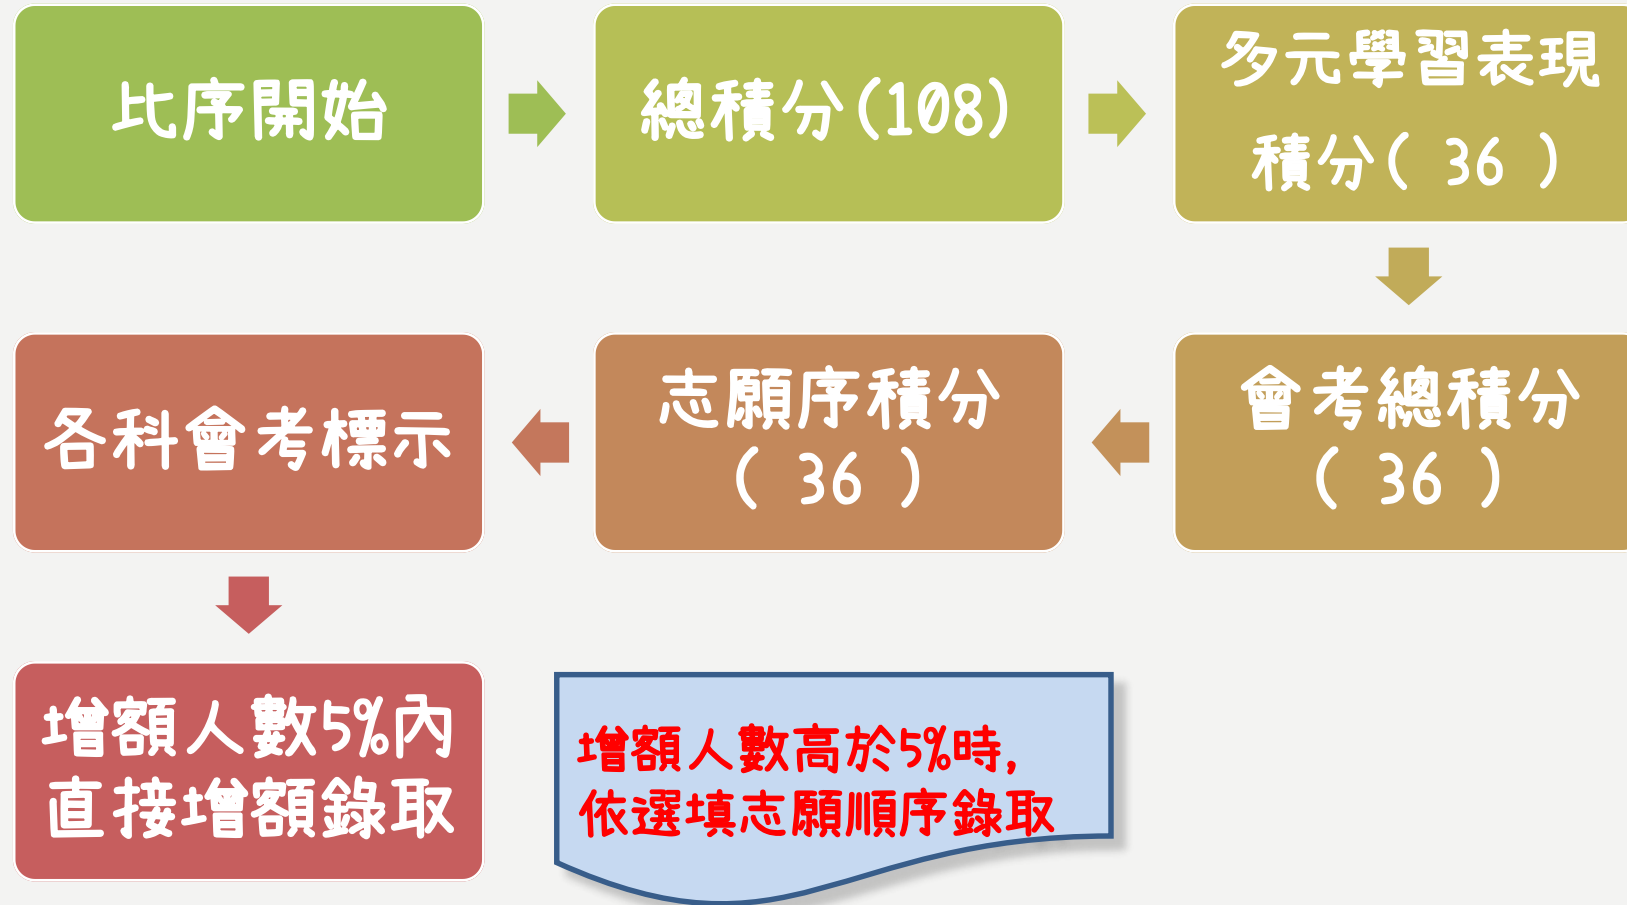 比序開始
總積分(108)
多元學習表現
積分( 36 )
會考總積分
( 36 )
志願序積分
( 36 )
各科會考標示
增額人數5%內
直接增額錄取
增額人數高於5%時,
依選填志願順序錄取